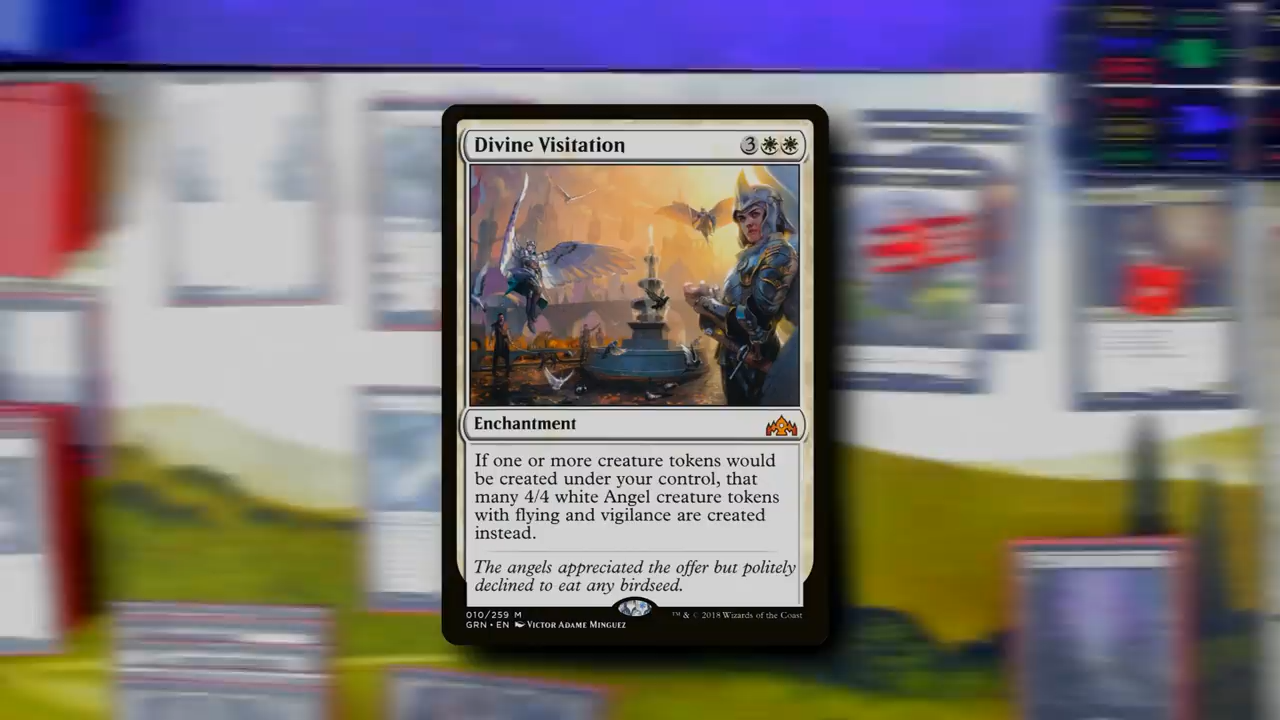 Divine Visitation 3
Enchantment
If one or more creature tokens would
be created under your control, that
many 4/4 white Angel creature tokens
with flying and vigilance are created
instead.
The angels appreciated the offer but politely
declined to eat any birdseed.
010/259 M
GRN • EN VICTOR ADAME MINGUEZ
™ & © 2018 Wizards of the Coast